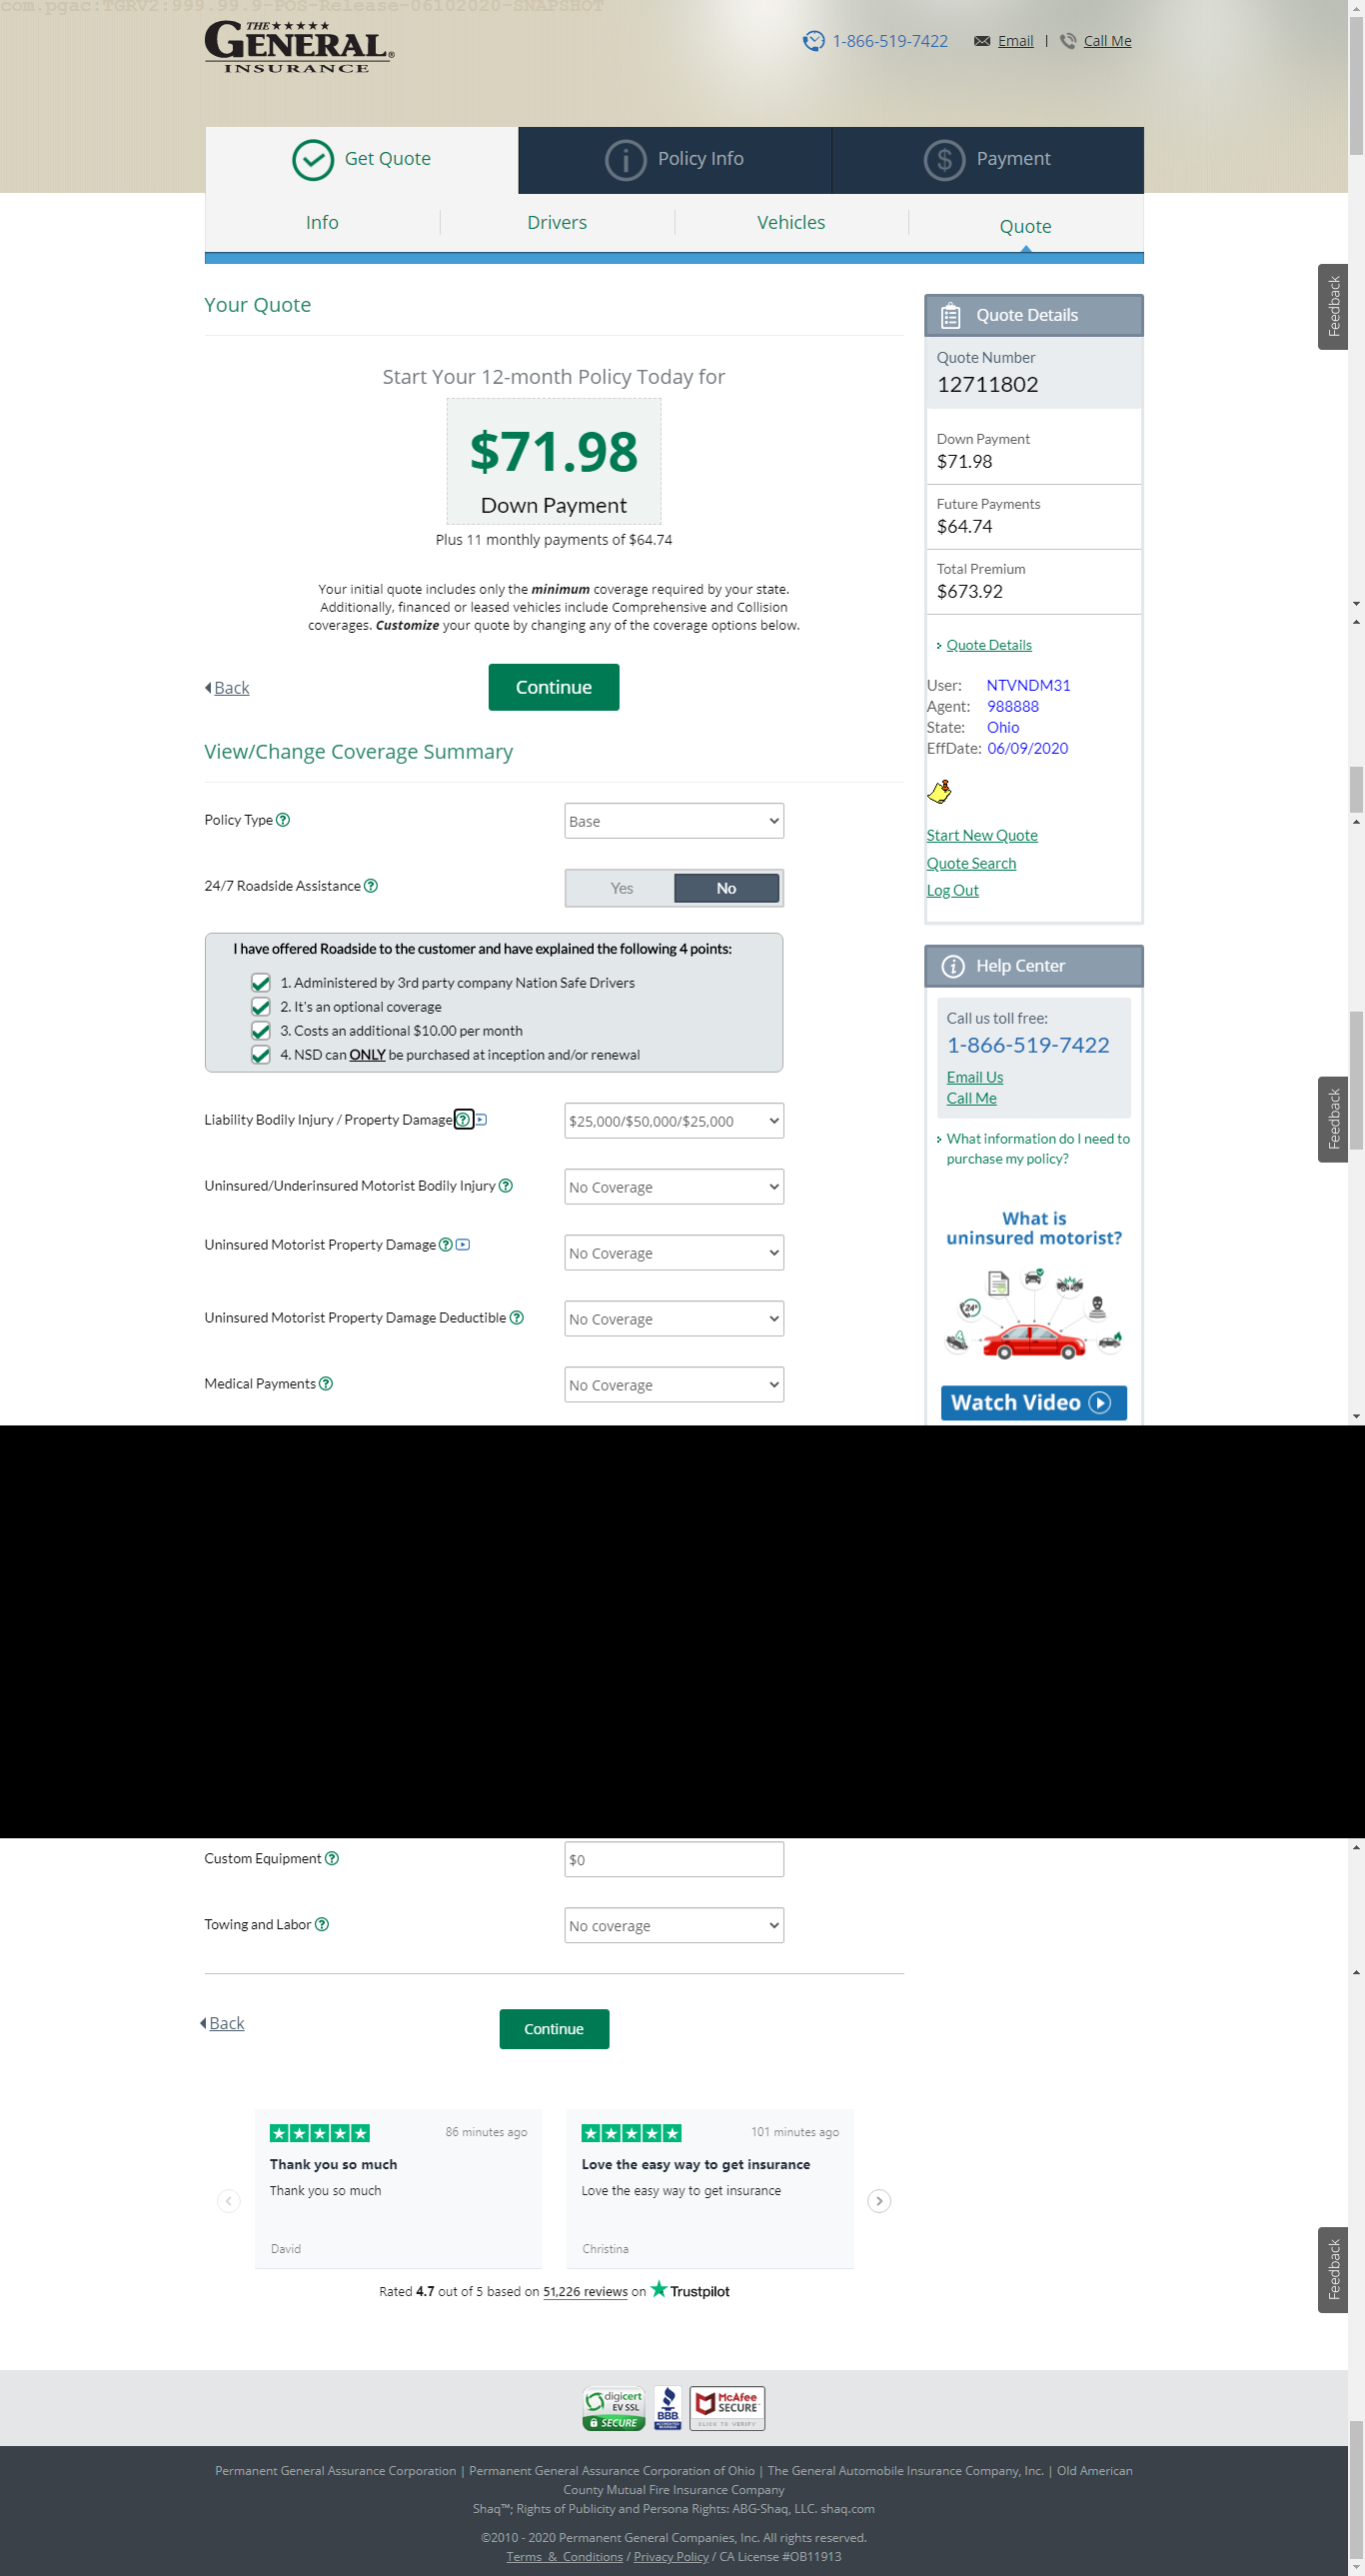 com.pgac:TGRV2:999.99.9-POS-Release-06102020-SNAPSHOT
THE
GENERAL®
INSURANCE
1-866-519-7422 Email | Call Me
Get Quote
Policy Info
Payment
Info
Drivers
Vehicles
Quote
Your Quote
Start Your 12-month Policy Today for
$71.98
Down Payment
Plus 11 monthly payments of $64.74
Your initial quote includes only the minimum coverage required by your state.
Additionally, financed or leased vehicles include Comprehensive and Collision
coverages. Customize your quote by changing any of the coverage options below.
Back
Continue
View/Change Coverage Summary
Policy Type
Base
24/7 Roadside Assistance
Yes
No
I have offered Roadside to the customer and have explained the following 4 points:
1. Administered by 3rd party company Nation Safe Drivers
2. It's an optional coverage
3. Costs an additional $10.00 per month
4. NSD can ONLY be purchased at inception and/or renewal
Liability Bodily Injury / Property Damage
$25,000/$50,000/$25,000
Uninsured/Underinsured Motorist Bodily Injury
No Coverage
Uninsured Motorist Property Damage
No Coverage
Uninsured Motorist Property Damage Deductible
No Coverage
Medical Payments
No Coverage
Quote Details
Quote Number
12711802
Down Payment
$71.98
Future Payments
$64.74
Total Premium
$673.92
Quote Details
User: NTVNDM31
Agent: 988888
State: Ohio
EffDate: 06/09/2020
Start New Quote
Quote Search
Log Out
Help Center
Call us toll free:
1-866-519-7422
Email Us
Call Me
What information do I need to
purchase my policy?
What is
uninsured motorist?
24h
Watch Video
Feedback
Feedback
Custom Equipment
$0
Towing and Labor
No coverage
Back
Continue
86 minutes ago
Thank you so much
Thank you so much
David
101 minutes ago
Love the easy way to get insurance
Love the easy way to get insurance
Christina
Rated 4.7 out of 5 based on 51,226 reviews on Trustpilot
Feedback
digicert
EV SSL
SECURE
BBB
McAfee
SECURE
CLICK TO VERIFY
Permanent General Assurance Corporation | Permanent General Assurance Corporation of Ohio | The General Automobile Insurance Company, Inc. | Old American
County Mutual Fire Insurance Company
Shaq™; Rights of Publicity and Persona Rights: ABG-Shaq, LLC. shaq.com
©2010 - 2020 Permanent General Companies, Inc. All rights reserved.
Terms & Conditions / Privacy Policy / CA License #OB11913